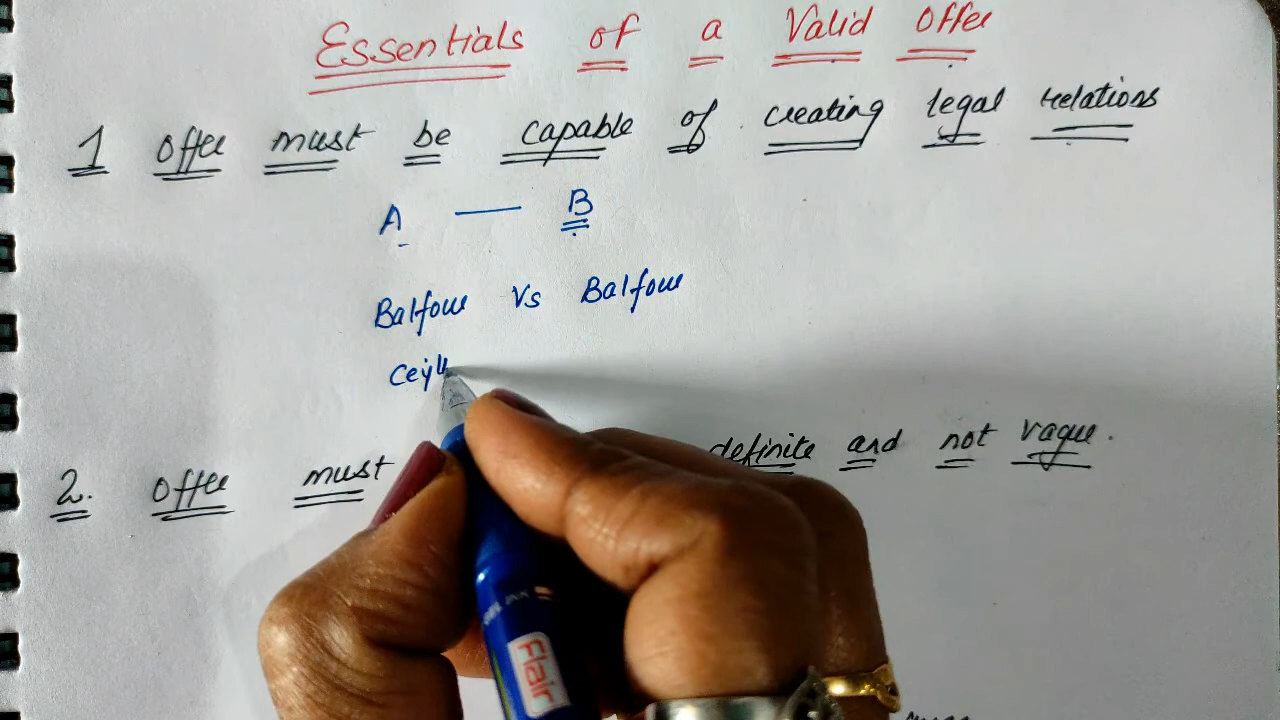 Essentials of a Valid Offer
1 Offer must be capable of creating legal relations
A — B
Balfour Vs Balfour
Ceyl
2. Offer must definite and not vague.
Flair